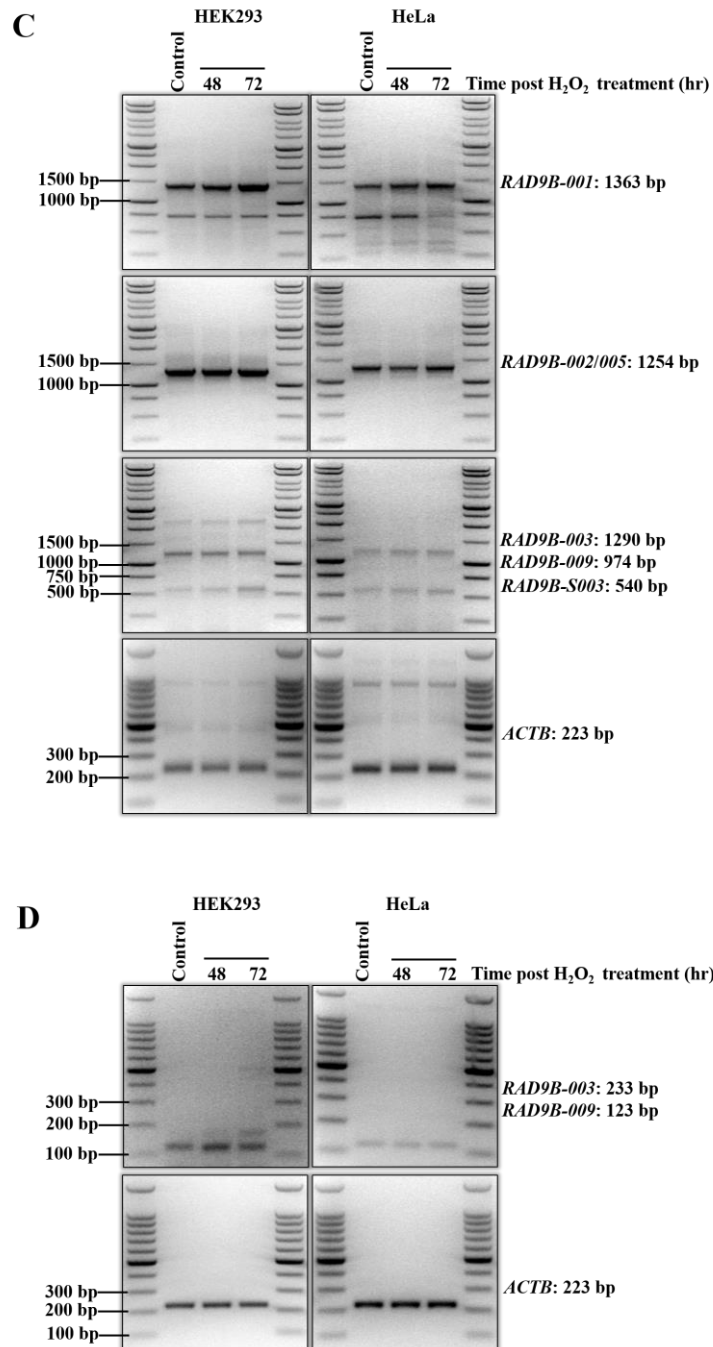 C
HEK293 HeLa
Control 48 72 Control 48 72 Time post H₂O₂ treatment (hr)
1500 bp
1000 bp
RAD9B-001: 1363 bp
1500 bp
1000 bp
RAD9B-002/005: 1254 bp
1500 bp
1000 bp
750 bp
500 bp
RAD9B-003: 1290 bp
RAD9B-009: 974 bp
RAD9B-S003: 540 bp
300 bp
200 bp
ACTB: 223 bp
D
HEK293 HeLa
Control 48 72 Control 48 72 Time post H₂O₂ treatment (hr)
300 bp
200 bp
100 bp
RAD9B-003: 233 bp
RAD9B-009: 123 bp
300 bp
200 bp
100 bp
ACTB: 223 bp